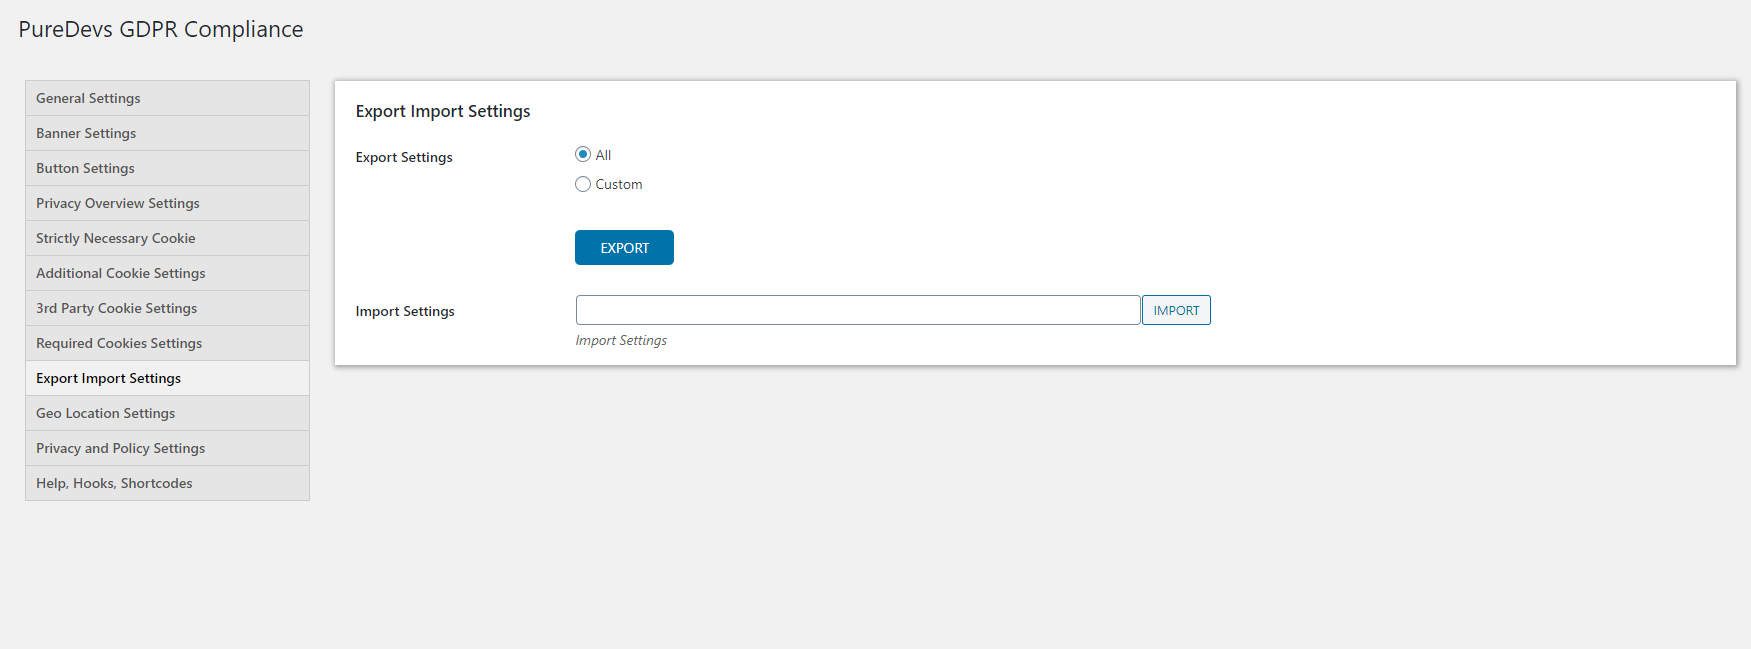 PureDevs GDPR Compliance
General Settings
Banner Settings
Button Settings
Privacy Overview Settings
Strictly Necessary Cookie
Additional Cookie Settings
3rd Party Cookie Settings
Required Cookies Settings
Export Import Settings
Geo Location Settings
Privacy and Policy Settings
Help, Hooks, Shortcodes
Export Import Settings
Export Settings
All
Custom
EXPORT
Import Settings
IMPORT
Import Settings